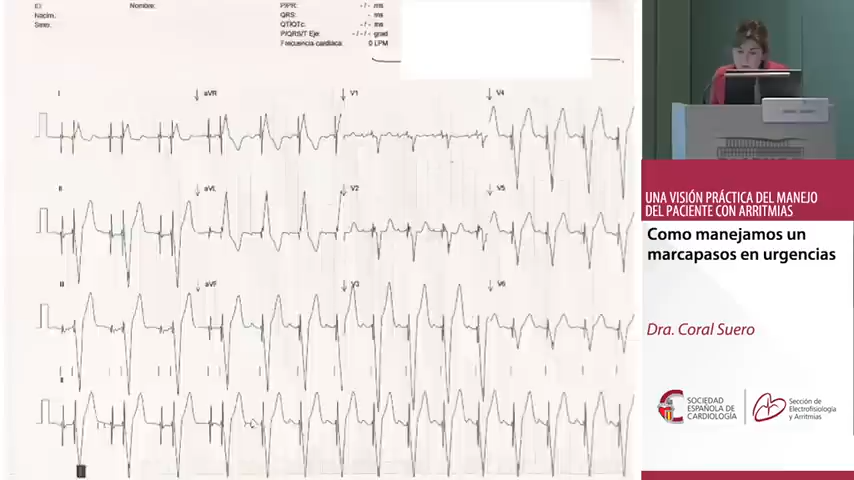 ID:
Nacim.
Sexo:
Nombre:
P/PR: - / - ms
QRS: - ms
QT/QTc: - / - ms
P/QRS/T Eje: - / - / - grad
Frecuencia cardíaca: 0 LPM
I aVR V1 V4
II aVL V2 V5
III aVF V3 V6
II
UNA VISIÓN PRÁCTICA DEL MANEJO
DEL PACIENTE CON ARRITMIAS
Como manejamos un
marcapasos en urgencias
Dra. Coral Suero
SOCIEDAD
ESPAÑOLA DE
CARDIOLOGÍA
Sección de
Electrofisiología
y Arritmias